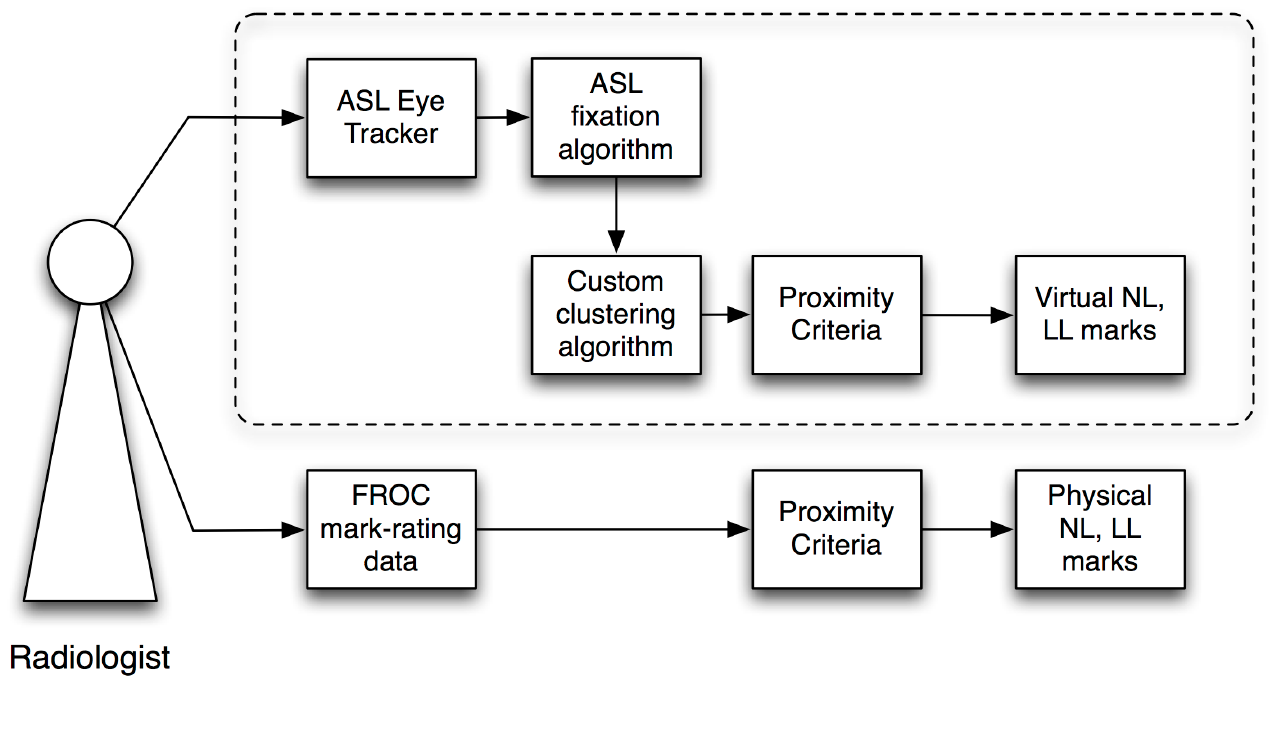 ASL Eye
Tracker
ASL
fixation
algorithm
Custom
clustering
algorithm
Proximity
Criteria
Virtual NL,
LL marks
FROC
mark-rating
data
Proximity
Criteria
Physical
NL, LL
marks
Radiologist